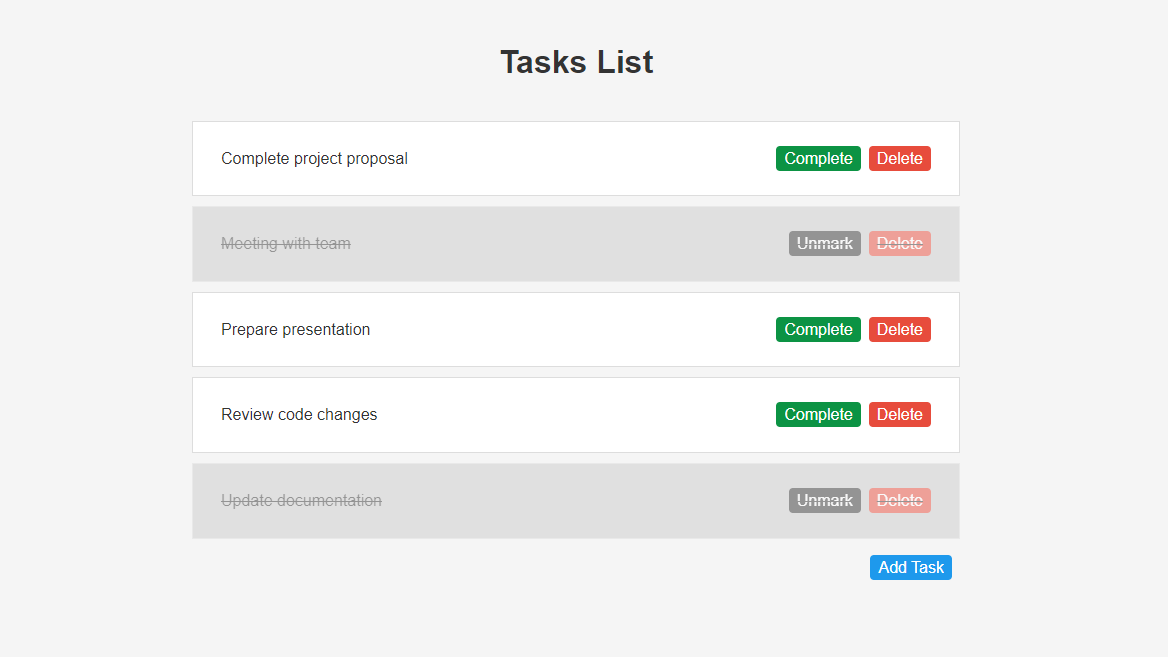 Tasks List
Complete project proposal Complete Delete
Meeting with team Unmark Delete
Prepare presentation Complete Delete
Review code changes Complete Delete
Update documentation Unmark Delete
Add Task